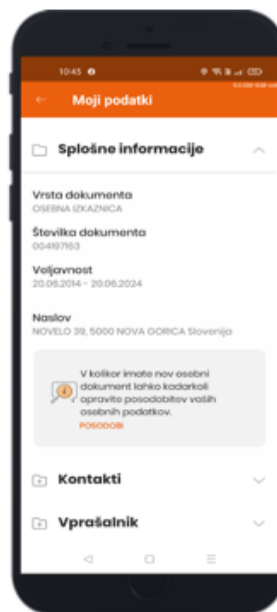 10:43
Moji podatki
Splošne informacije
Vrsta dokumenta
OSEBNA IZKAZNICA
Številka dokumenta
004197163
Veljavnost
20.06.2014 - 20.06.2024
Naslov
NOVELO 39, 5000 NOVA GORICA Slovenija
V kolikor imate nov osebni
dokument lahko kadarkoli
opravite posodobitev vaših
osebnih podatkov.
POSODOBI
Kontakti
Vprašalnik